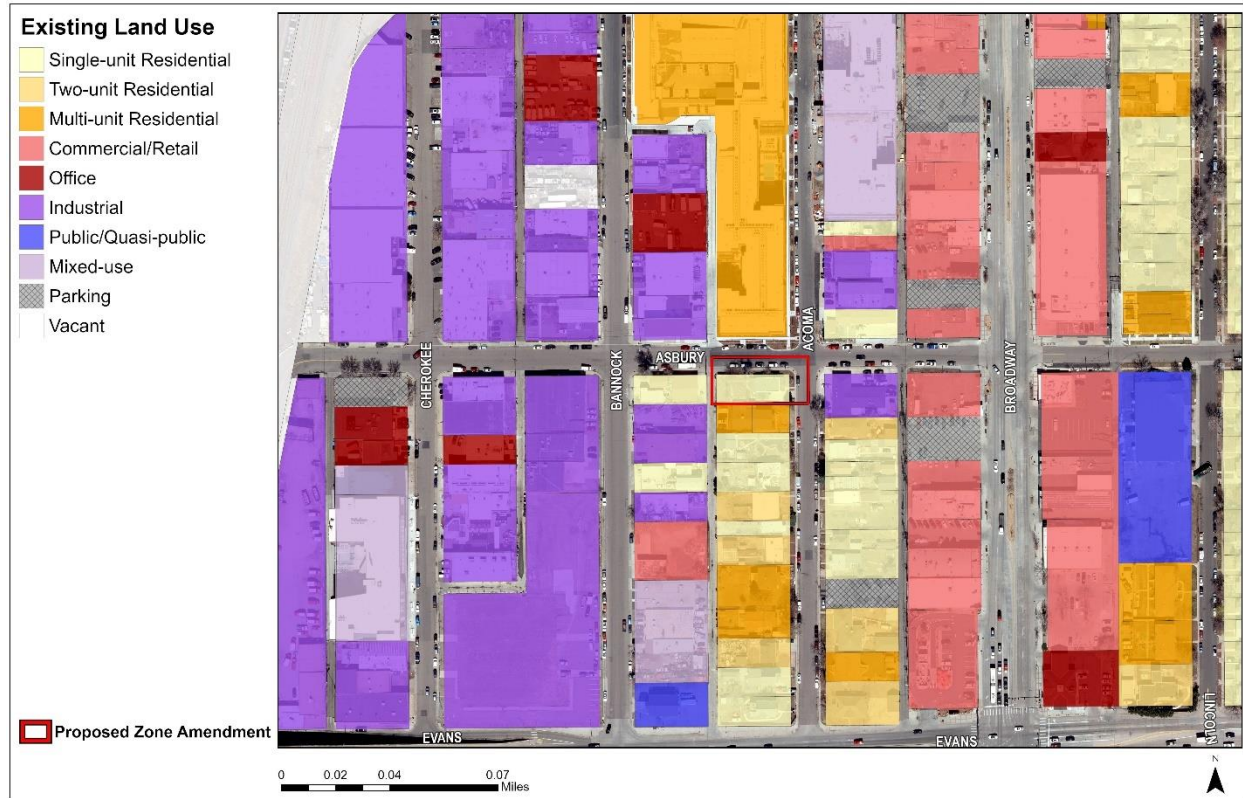 Existing Land Use
Single-unit Residential
Two-unit Residential
Multi-unit Residential
Commercial/Retail
Office
Industrial
Public/Quasi-public
Mixed-use
Parking
Vacant
Proposed Zone Amendment
CHEROKEE
BANNOCK
ASBURY
ACOMA
BROADWAY
LINCOLN
EVANS
EVANS
0 0.02 0.04 0.07
Miles
N